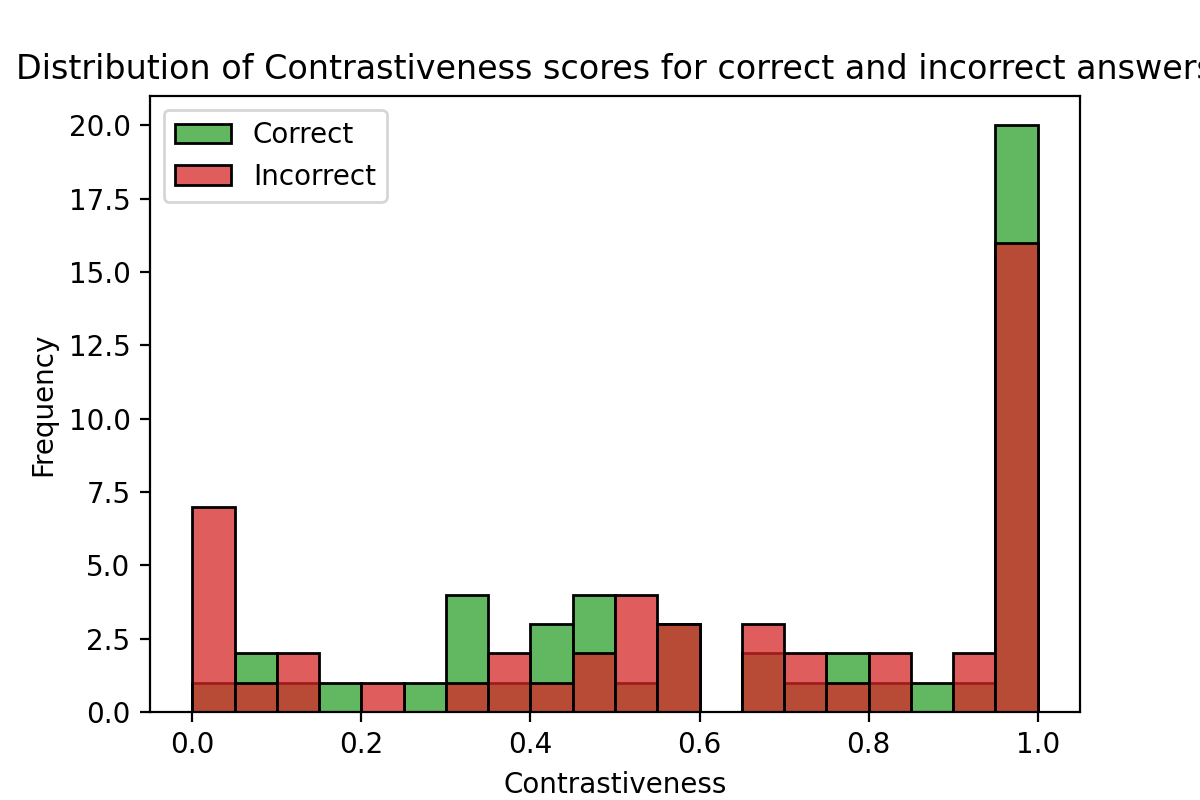 Distribution of Contrastiveness scores for correct and incorrect answers
Correct
Incorrect
20.0
17.5
15.0
12.5
10.0
7.5
5.0
2.5
0.0
Frequency
0.0 0.2 0.4 0.6 0.8 1.0
Contrastiveness